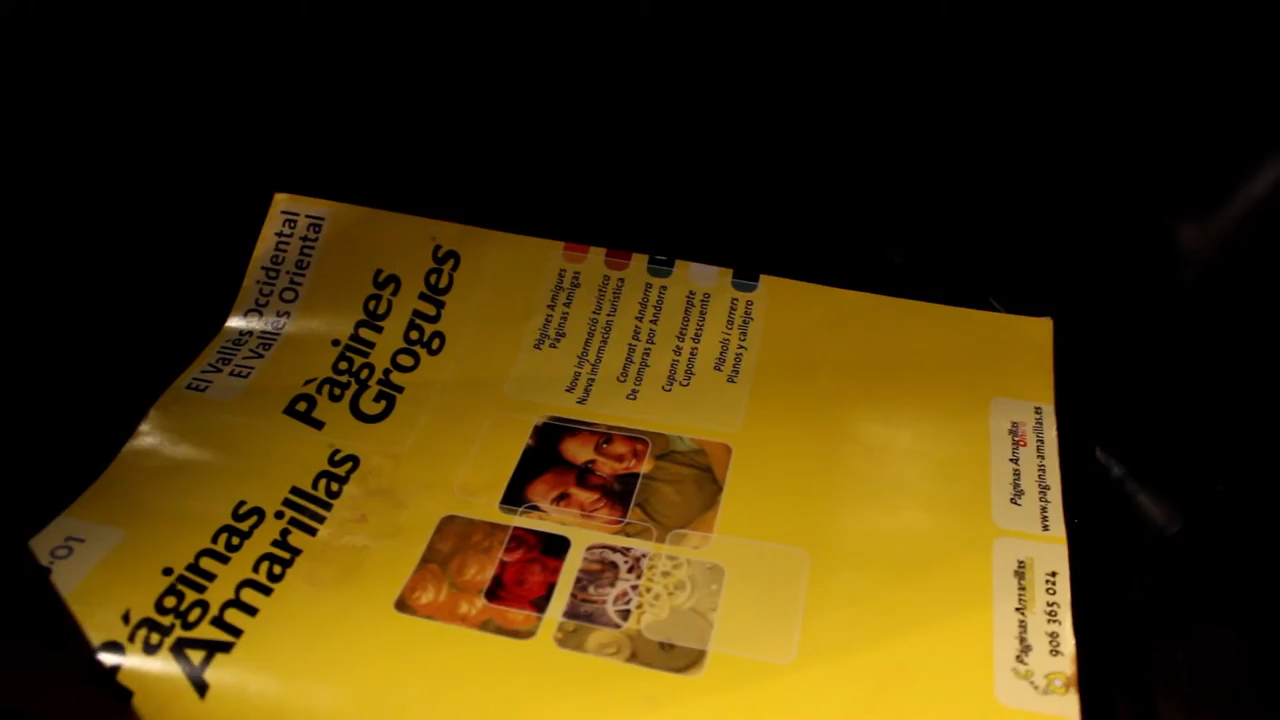 El Vallès Occidental
El Vallès Oriental
Pàgines
Grogues
Páginas
Amarillas
Pàgines Amigues
Páginas Amigas
Nova informació turística
Nueva información turística
Comprat per Andorra
De compras por Andorra
Cupons de descompte
Cupones descuento
Plànols i carrers
Planos y callejero
Páginas Amarillas
www.paginas-amarillas.es
Páginas Amarillas
906 365 024